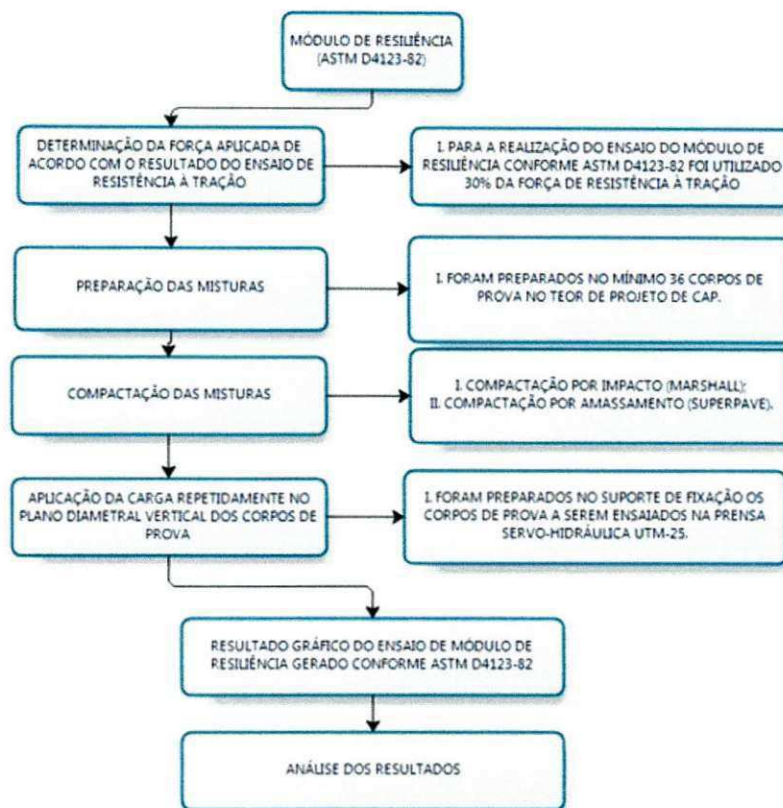 MÓDULO DE RESILIÊNCIA
(ASTM D4123-82)
DETERMINAÇÃO DA FORÇA APLICADA DE
ACORDO COM O RESULTADO DO ENSAIO DE
RESISTÊNCIA À TRAÇÃO
I. PARA A REALIZAÇÃO DO ENSAIO DO MÓDULO DE
RESILIÊNCIA CONFORME ASTM D4123-82 FOI UTILIZADO
30% DA FORÇA DE RESISTÊNCIA À TRAÇÃO
PREPARAÇÃO DAS MISTURAS
I. FORAM PREPARADOS NO MÍNIMO 36 CORPOS DE
PROVA NO TEOR DE PROJETO DE CAP.
COMPACTAÇÃO DAS MISTURAS
I. COMPACTAÇÃO POR IMPACTO (MARSHALL);
II. COMPACTAÇÃO POR AMASSAMENTO (SUPERPAVE).
APLICAÇÃO DA CARGA REPETIDAMENTE NO
PLANO DIAMETRAL VERTICAL DOS CORPOS DE
PROVA
I. FORAM PREPARADOS NO SUPORTE DE FIXAÇÃO OS
CORPOS DE PROVA A SEREM ENSAIADOS NA PRENSA
SERVO-HIDRÁULICA UTM-25.
RESULTADO GRÁFICO DO ENSAIO DE MÓDULO DE
RESILIÊNCIA GERADO CONFORME ASTM D4123-82
ANÁLISE DOS RESULTADOS